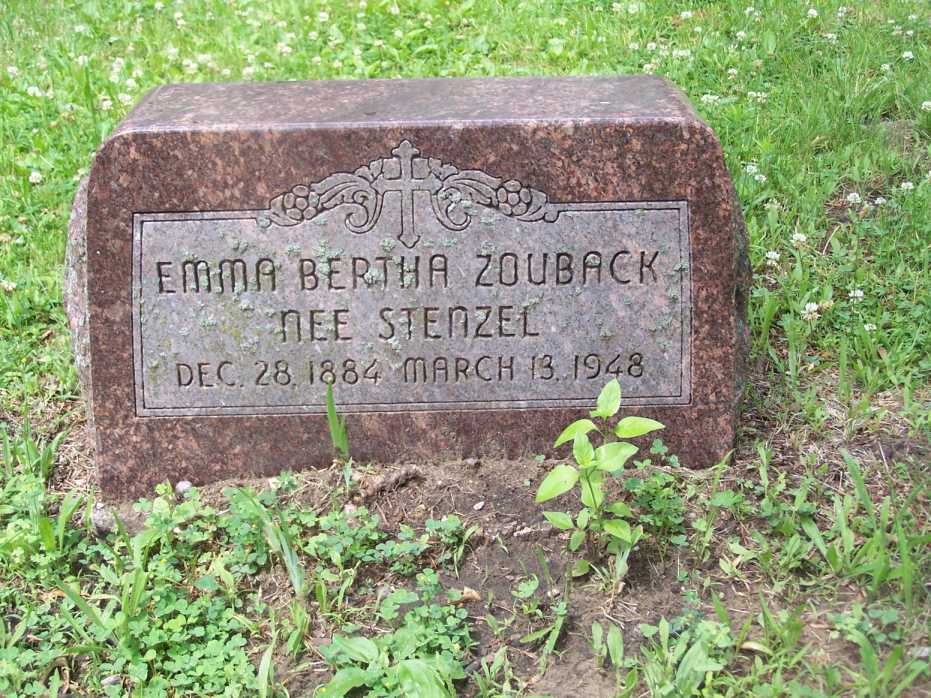 EMMA BERTHA ZOUBACK
NEE STENZEL
DEC. 28. 1884 MARCH 13. 1948